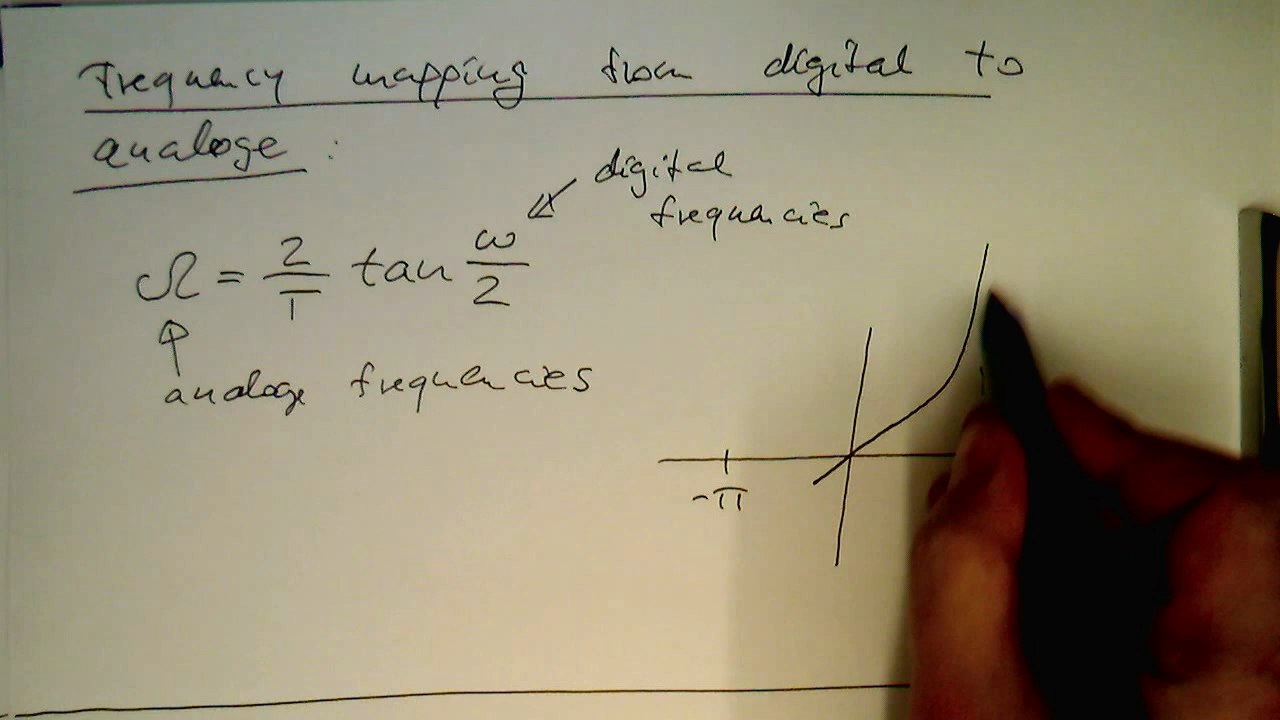 Frequency mapping from digital to
analoge :
digital
frequencies
Ω = 2/T tan ω/2
analoge frequencies
-π